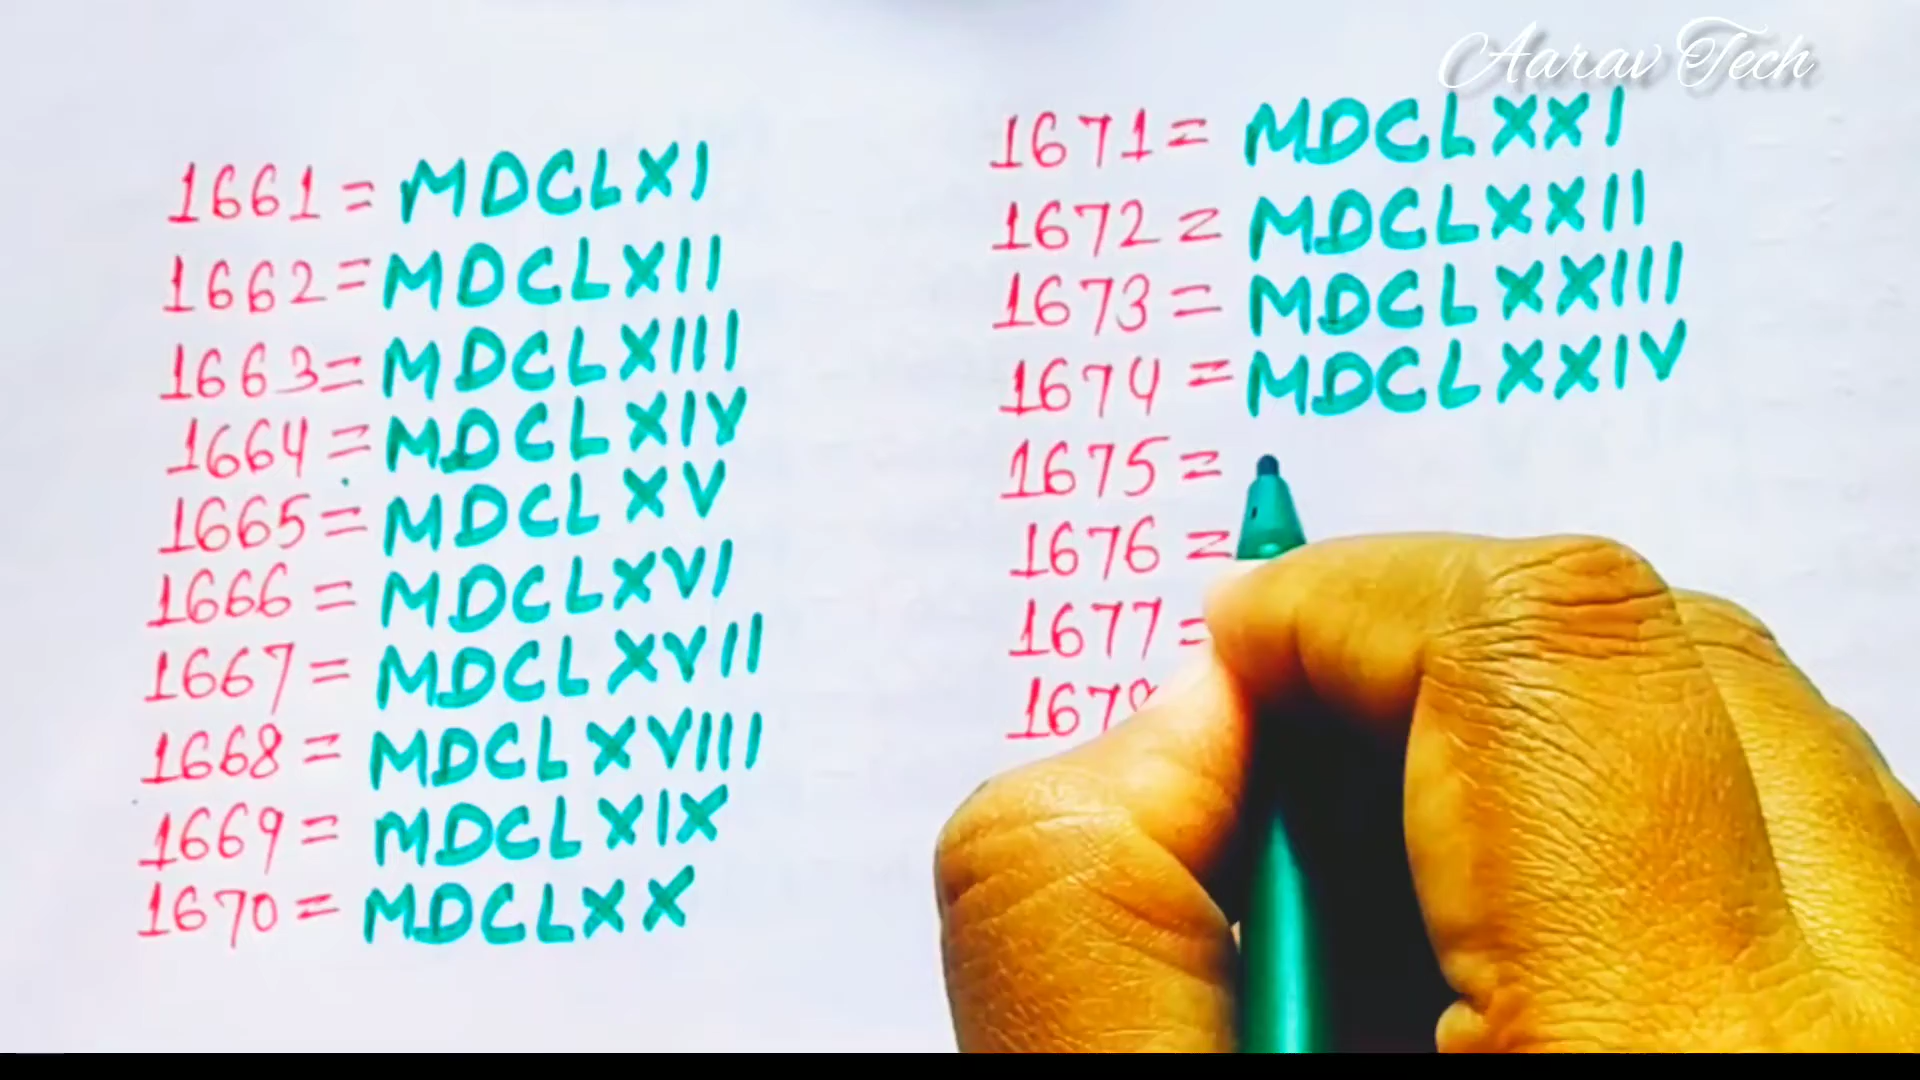 Aarav Tech
1661 = MDCLXI
1662 = MDCLXII
1663 = MDCLXIII
1664 = MDCLXIV
1665 = MDCLXV
1666 = MDCLXVI
1667 = MDCLXVII
1668 = MDCLXVIII
1669 = MDCLXIX
1670 = MDCLXX
1671 = MDCLXXI
1672 = MDCLXXII
1673 = MDCLXXIII
1674 = MDCLXXIV
1675 =
1676 =
1677 =